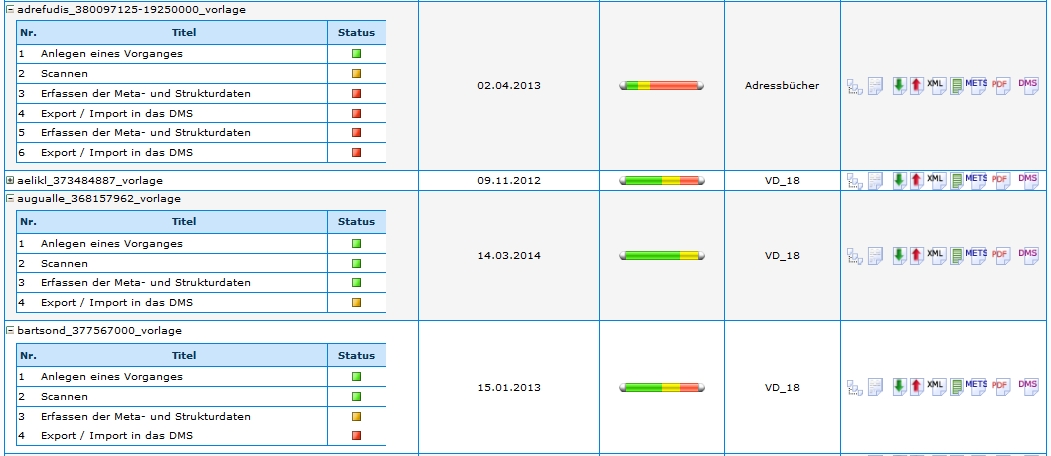 adrefudis_380097125-19250000_vorlage
Nr. Titel Status
1 Anlegen eines Vorganges
2 Scannen
3 Erfassen der Meta- und Strukturdaten
4 Export / Import in das DMS
5 Erfassen der Meta- und Strukturdaten
6 Export / Import in das DMS
02.04.2013 Adressbücher XML METS PDF DMS
aelikl_373484887_vorlage 09.11.2012 VD_18 XML METS PDF DMS
augualle_368157962_vorlage
Nr. Titel Status
1 Anlegen eines Vorganges
2 Scannen
3 Erfassen der Meta- und Strukturdaten
4 Export / Import in das DMS
14.03.2014 VD_18 XML METS PDF DMS
bartsond_377567000_vorlage
Nr. Titel Status
1 Anlegen eines Vorganges
2 Scannen
3 Erfassen der Meta- und Strukturdaten
4 Export / Import in das DMS
15.01.2013 VD_18 XML METS PDF DMS